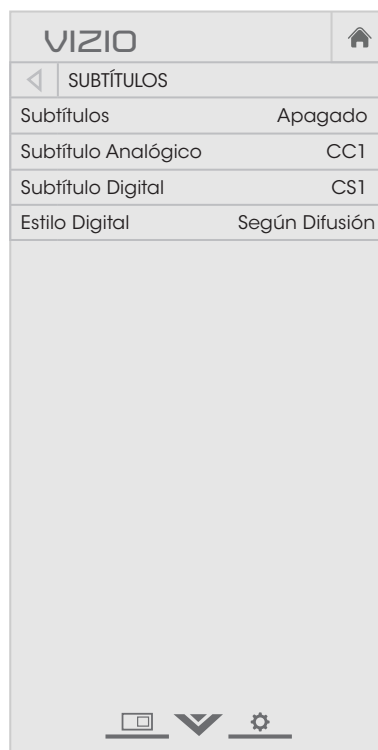 VIZIO
SUBTÍTULOS
Subtítulos Apagado
Subtítulo Analógico CC1
Subtítulo Digital CS1
Estilo Digital Según Difusión